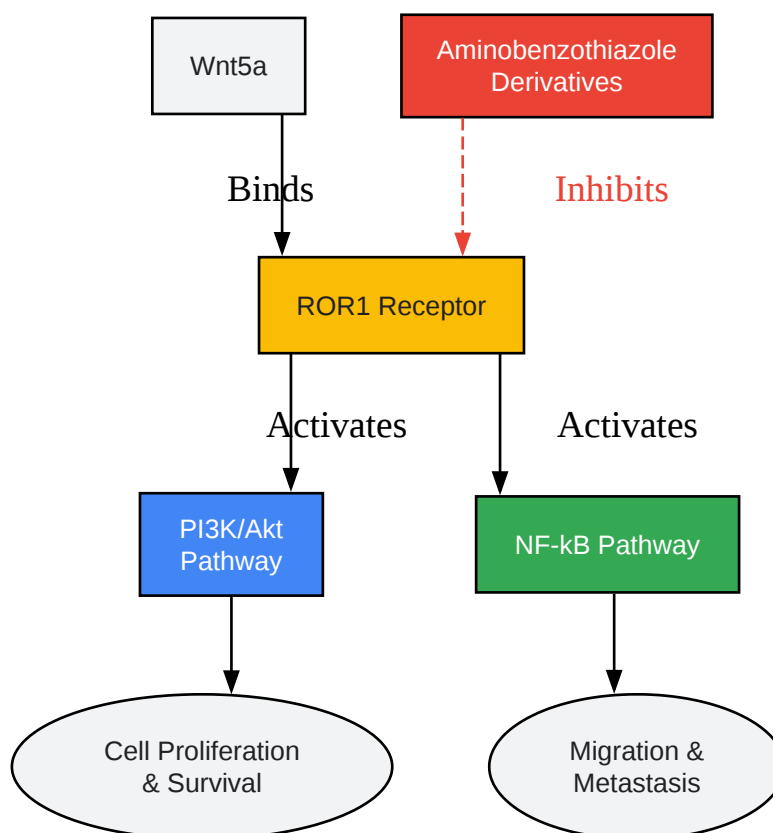 Wnt5a
Aminobenzothiazole
Derivatives
Binds
Inhibits
ROR1 Receptor
Activates
Activates
PI3K/Akt
Pathway
NF-kB Pathway
Cell Proliferation
& Survival
Migration &
Metastasis